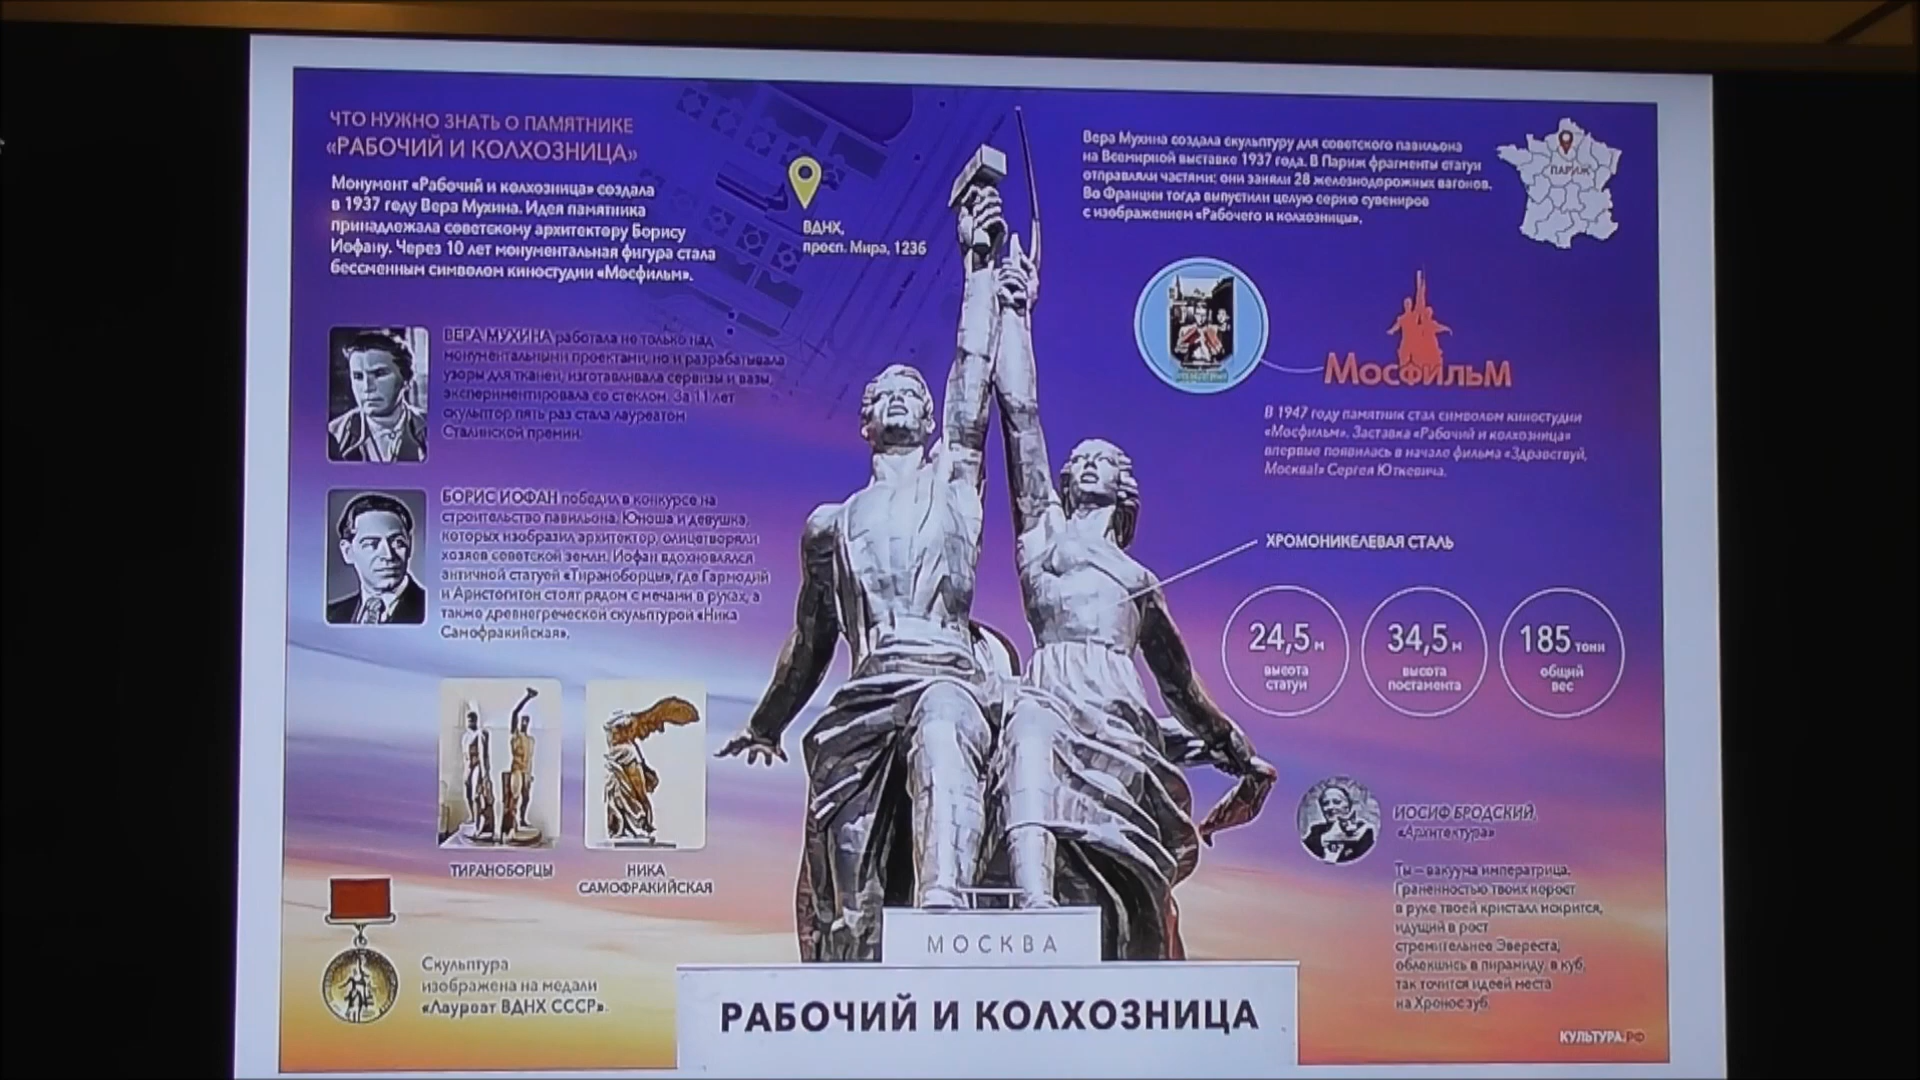 ЧТО НУЖНО ЗНАТЬ О ПАМЯТНИКЕ
«РАБОЧИЙ И КОЛХОЗНИЦА»
Монумент «Рабочий и колхозница» создала
в 1937 году Вера Мухина. Идея памятника
принадлежала советскому архитектору Борису
Иофану. Через 10 лет монументальная фигура стала
бессменным символом киностудии «Мосфильм».
ВДНХ,
просп. Мира, 123б
Вера Мухина создала скульптуру для советского павильона
на Всемирной выставке 1937 года. В Париж фрагменты статуи
отправляли частями: они заняли 28 железнодорожных вагонов.
Во Франции тогда выпустили целую серию сувениров
с изображением «Рабочего и колхозницы».
ПАРИЖ
ВЕРА МУХИНА работала не только над
монументальными проектами, но и разрабатывала
узоры для тканей, изготавливала сервизы и вазы,
экспериментировала со стеклом. За 11 лет
скульптор пять раз стала лауреатом
Сталинской премии.
МОСФИЛЬМ
В 1947 году памятник стал символом киностудии
«Мосфильм». Заставка «Рабочий и колхозница»
впервые появилась в начале фильма «Здравствуй,
Москва!» Сергея Юткевича.
БОРИС ИОФАН победил в конкурсе на
строительство павильона. Юноша и девушка,
которых изобразил архитектор, олицетворяли
хозяев советской земли. Иофан вдохновлялся
античной статуей «Тираноборцы», где Гармодий
и Аристогитон стоят рядом с мечами в руках, а
также древнегреческой скульптурой «Ника
Самофракийская».
ХРОМОНИКЕЛЕВАЯ СТАЛЬ
24,5 м
высота
статуи
34,5 м
высота
постамента
185 тонн
общий
вес
ТИРАНОБОРЦЫ
НИКА
САМОФРАКИЙСКАЯ
ИОСИФ БРОДСКИЙ,
«Архитектура»
Ты – вакуума императрица.
Граненностью твоих корост
в руке твоей кристалл искрится,
идущий в рост
стремительнее Эвереста;
облекшись в пирамиду, в куб,
так точится идеей места
на Хронос зуб.
Скульптура
изображена на медали
«Лауреат ВДНХ СССР».
МОСКВА
РАБОЧИЙ И КОЛХОЗНИЦА
КУЛЬТУРА.РФ